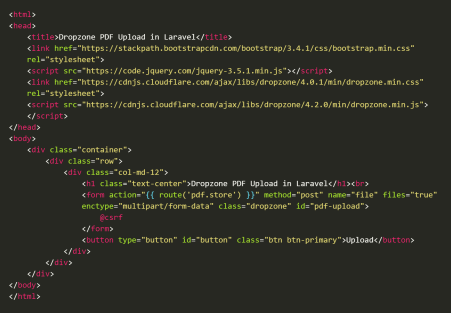 <html>
<head>
<title>Dropzone PDF Upload in Laravel</title>
<link href="https://stackpath.bootstrapcdn.com/bootstrap/3.4.1/css/bootstrap.min.css"
rel="stylesheet">
<script src="https://code.jquery.com/jquery-3.5.1.min.js"></script>
<link href="https://cdnjs.cloudflare.com/ajax/libs/dropzone/4.0.1/min/dropzone.min.css"
rel="stylesheet">
<script src="https://cdnjs.cloudflare.com/ajax/libs/dropzone/4.2.0/min/dropzone.min.js">
</script>
</head>
<body>
<div class="container">
<div class="row">
<div class="col-md-12">
<h1 class="text-center">Dropzone PDF Upload in Laravel</h1><br>
<form action="{{ route('pdf.store') }}" method="post" name="file" files="true"
enctype="multipart/form-data" class="dropzone" id="pdf-upload">
@csrf
</form>
<button type="button" id="button" class="btn btn-primary">Upload</button>
</div>
</div>
</div>
</body>
</html>